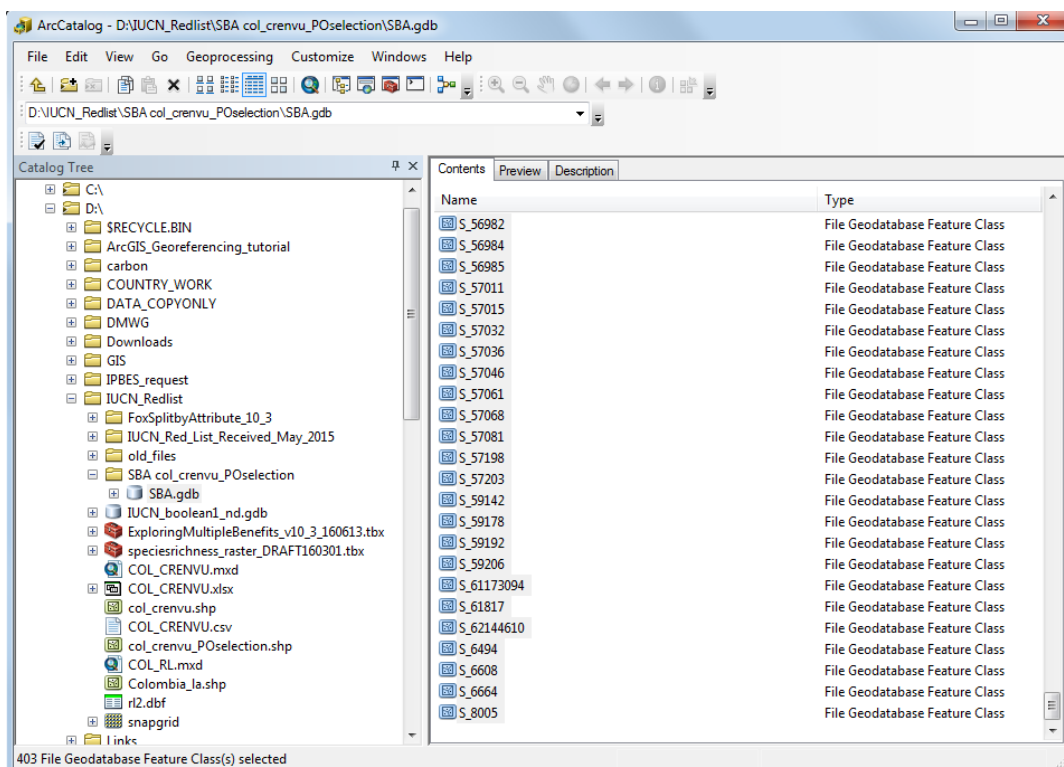 ArcCatalog - D:\IUCN_Redlist\SBA col_crenvu_POselection\SBA.gdb
File Edit View Go Geoprocessing Customize Windows Help
D:\IUCN_Redlist\SBA col_crenvu_POselection\SBA.gdb
Catalog Tree
C:\
D:\
$RECYCLE.BIN
ArcGIS_Georeferencing_tutorial
carbon
COUNTRY_WORK
DATA_COPYONLY
DMWG
Downloads
GIS
IPBES_request
IUCN_Redlist
FoxSplitbyAttribute_10_3
IUCN_Red_List_Received_May_2015
old_files
SBA col_crenvu_POselection
SBA.gdb
IUCN_boolean1_nd.gdb
ExploringMultipleBenefits_v10_3_160613.tbx
speciesrichness_raster_DRAFT160301.tbx
COL_CRENVU.mxd
COL_CRENVU.xlsx
col_crenvu.shp
COL_CRENVU.csv
col_crenvu_POselection.shp
COL_RL.mxd
Colombia_la.shp
rl2.dbf
snapgrid
Links
Contents Preview Description
Name Type
S_56982 File Geodatabase Feature Class
S_56984 File Geodatabase Feature Class
S_56985 File Geodatabase Feature Class
S_57011 File Geodatabase Feature Class
S_57015 File Geodatabase Feature Class
S_57032 File Geodatabase Feature Class
S_57036 File Geodatabase Feature Class
S_57046 File Geodatabase Feature Class
S_57061 File Geodatabase Feature Class
S_57068 File Geodatabase Feature Class
S_57081 File Geodatabase Feature Class
S_57198 File Geodatabase Feature Class
S_57203 File Geodatabase Feature Class
S_59142 File Geodatabase Feature Class
S_59178 File Geodatabase Feature Class
S_59192 File Geodatabase Feature Class
S_59206 File Geodatabase Feature Class
S_61173094 File Geodatabase Feature Class
S_61817 File Geodatabase Feature Class
S_62144610 File Geodatabase Feature Class
S_6494 File Geodatabase Feature Class
S_6608 File Geodatabase Feature Class
S_6664 File Geodatabase Feature Class
S_8005 File Geodatabase Feature Class
403 File Geodatabase Feature Class(s) selected